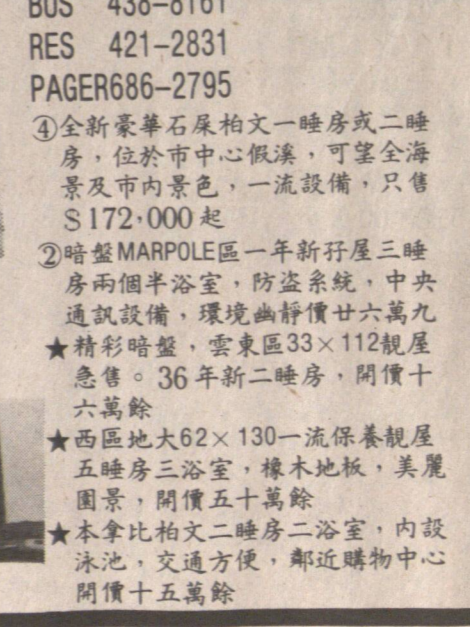 BUS 438-8161
RES 421-2831
PAGER686-2795
④全新豪華石屎柏文一睡房或二睡
房，位於市中心假溪，可望全海
景及市内景色，一流設備，只售
$172,000起
②暗盤MARPOLE區一年新孖屋三睡
房兩個半浴室，防盗系統，中央
通訊設備，環境幽靜價廿六萬九
★精彩暗盤，雲東區33×112靚屋
急售。36年新二睡房，開價十
六萬餘
★西區地大62×130一流保養靚屋
五睡房三浴室，橡木地板，美麗
園景，開價五十萬餘
★本拿比柏文二睡房二浴室，内設
泳池，交通方便，鄰近購物中心
開價十五萬餘